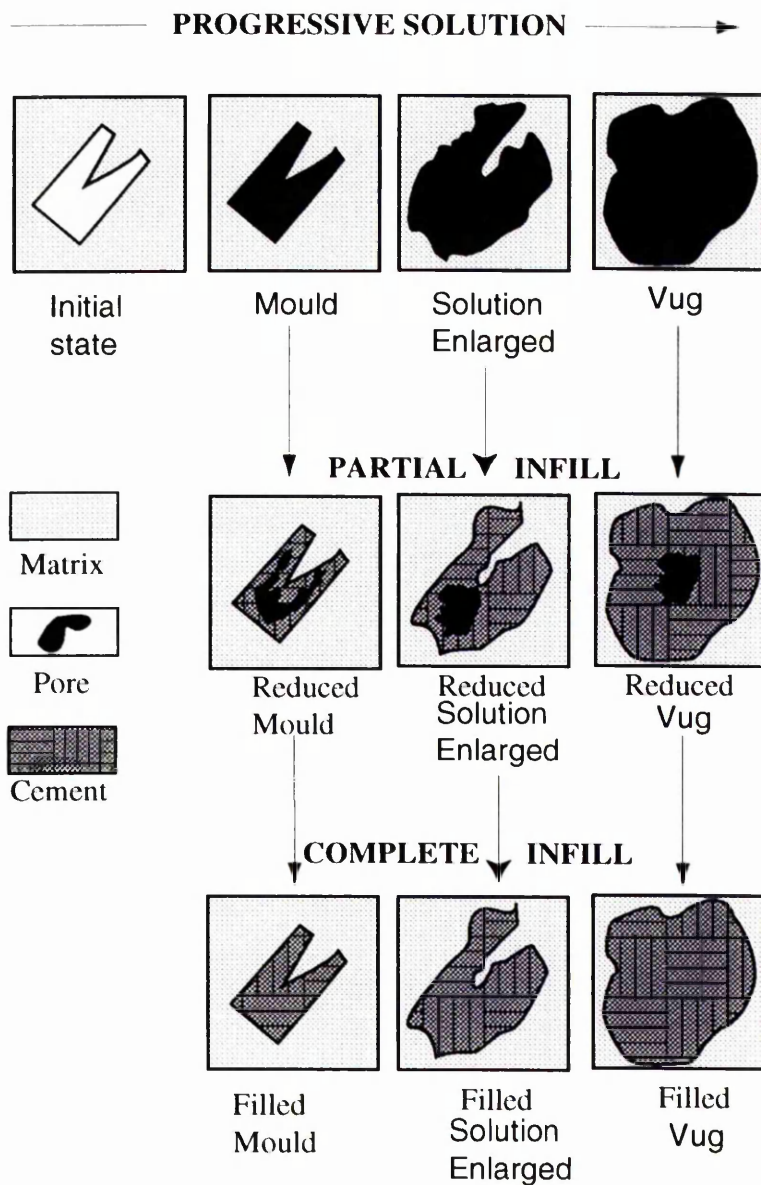 PROGRESSIVE SOLUTION
Initial
state
Mould
Solution
Enlarged
Vug
PARTIAL INFILL
Matrix
Pore
Cement
Reduced
Mould
Reduced
Solution
Enlarged
Reduced
Vug
COMPLETE INFILL
Filled
Mould
Filled
Solution
Enlarged
Filled
Vug